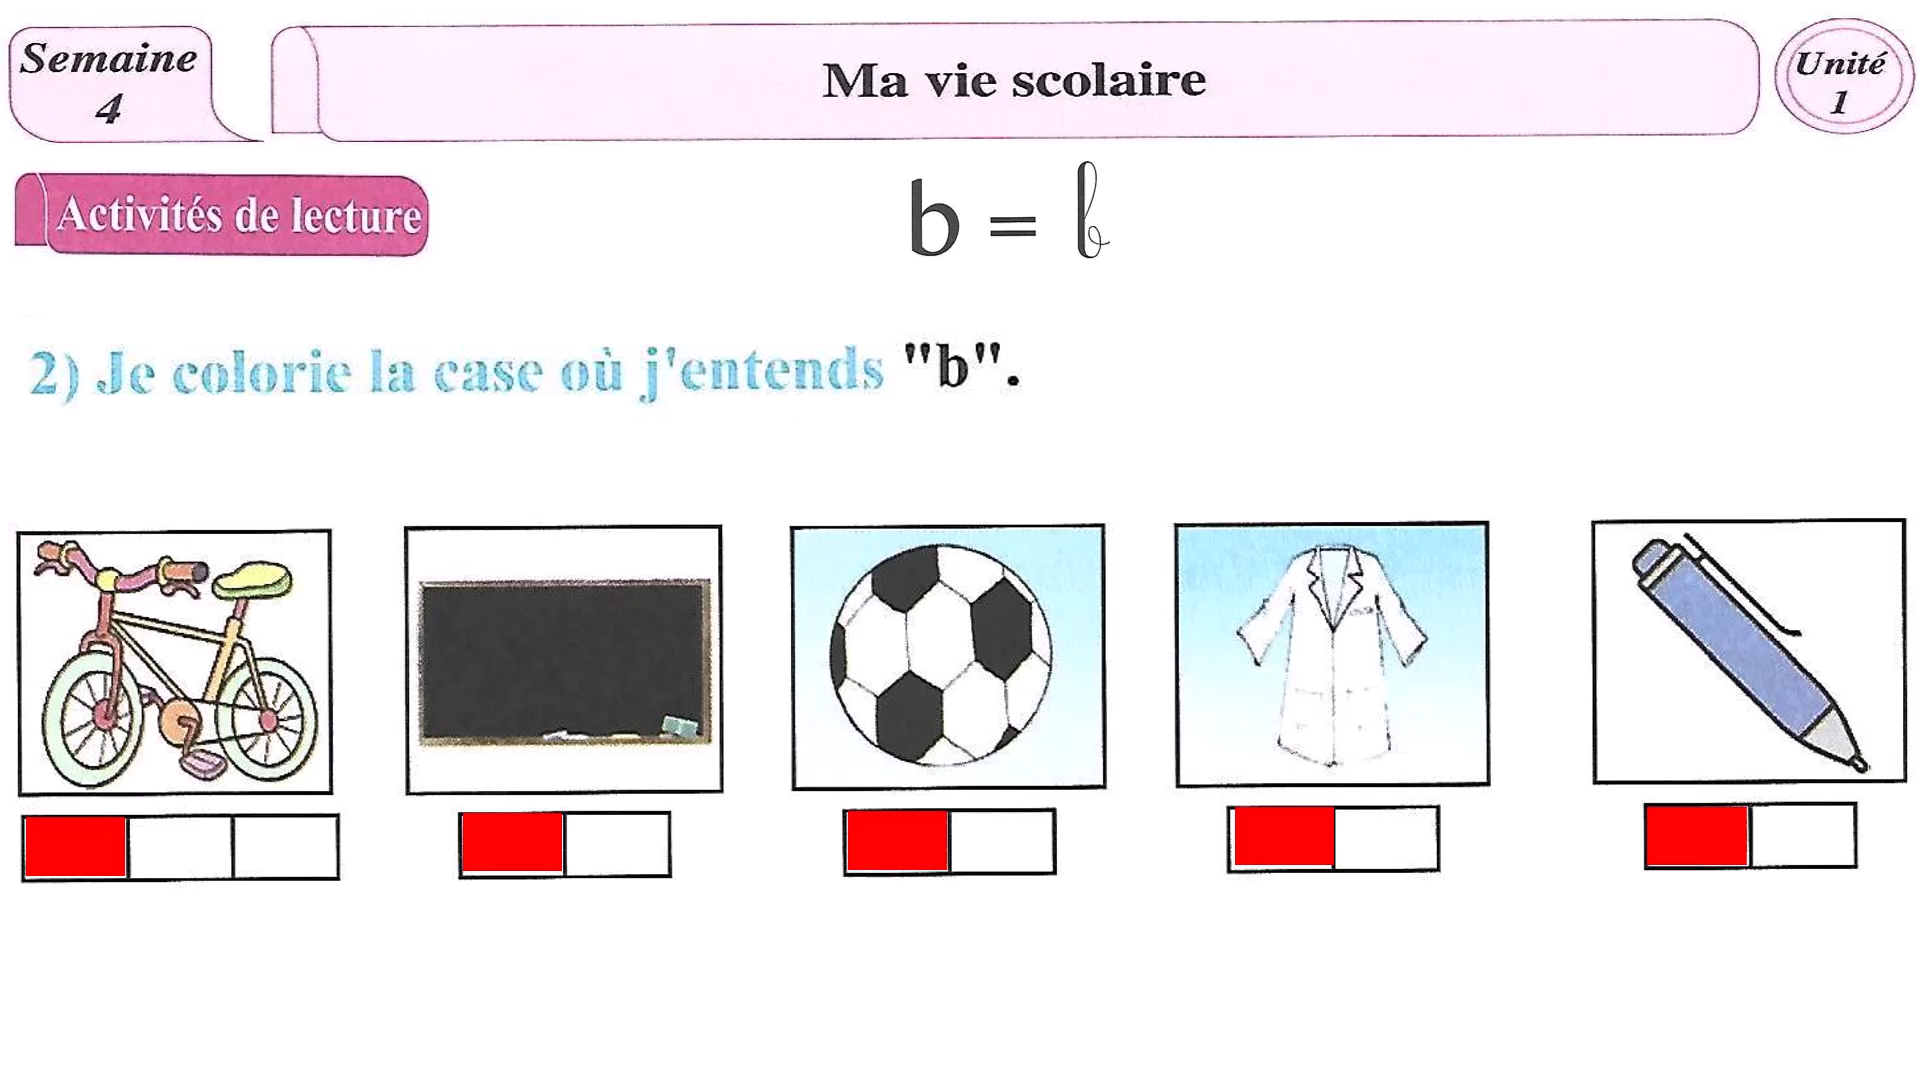 Semaine
4
Ma vie scolaire
Unité
1
Activités de lecture
b = b
2) Je colorie la case où j'entends "b".